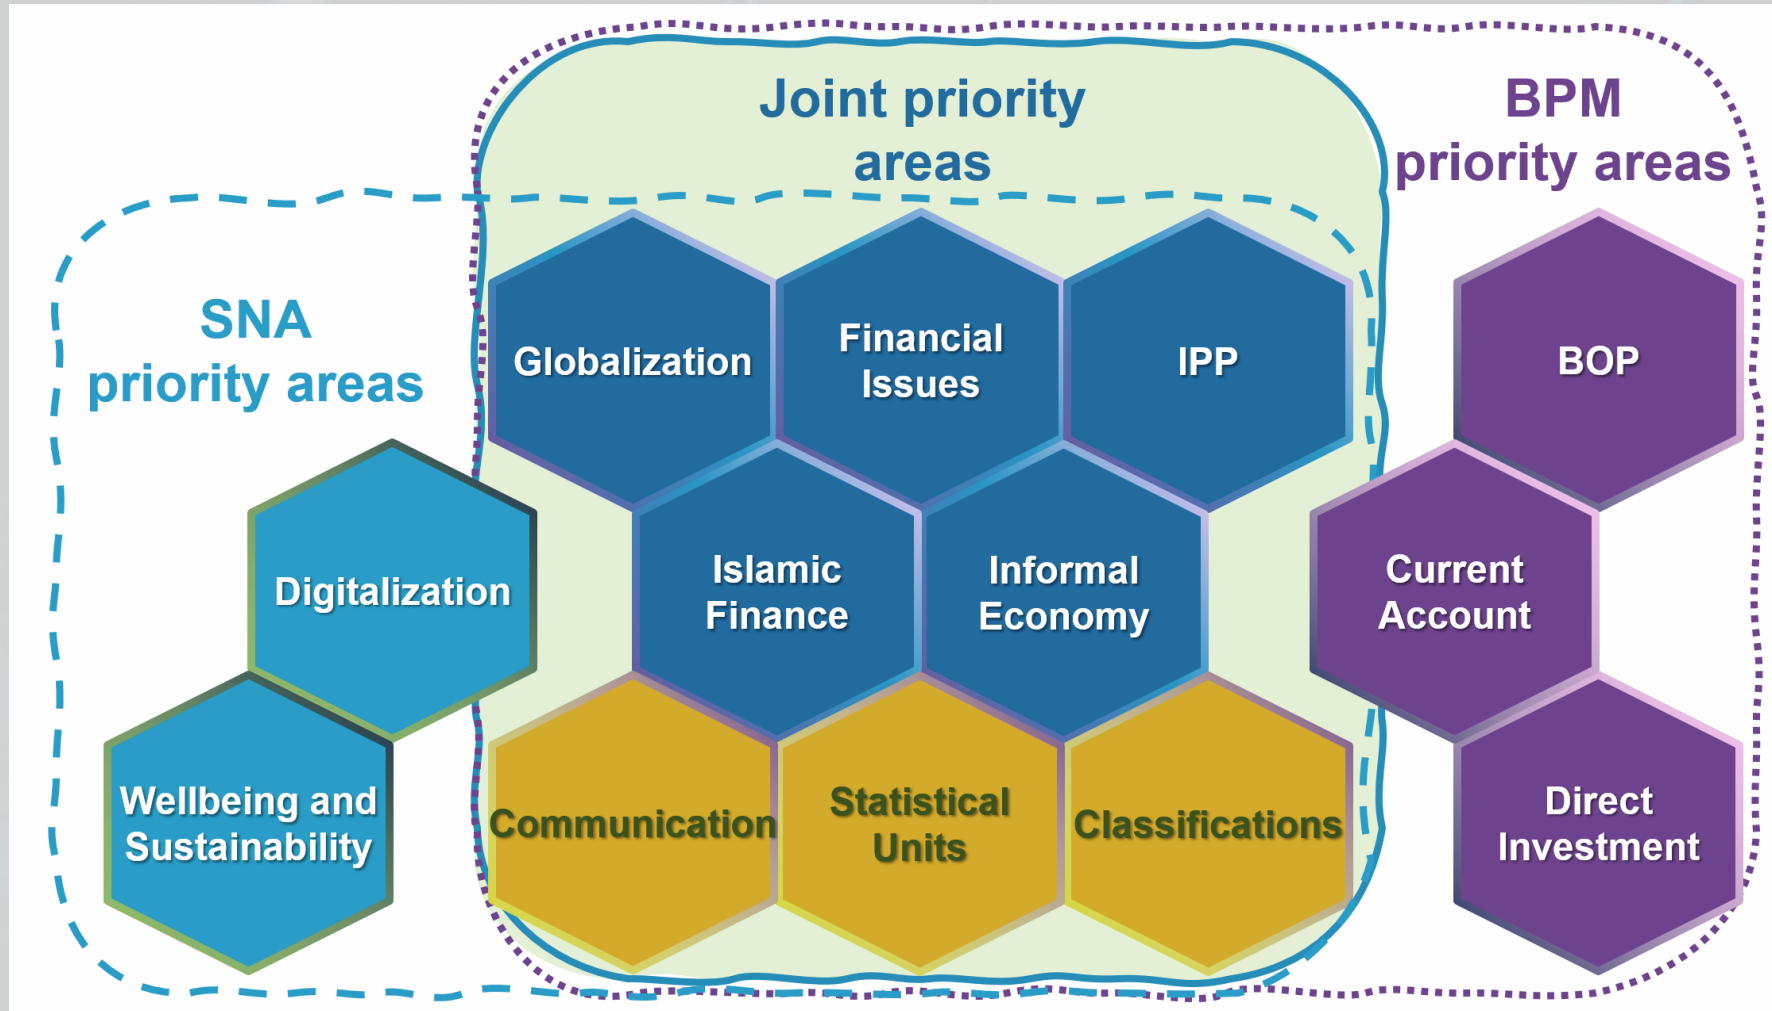 Joint priority
areas
BPM
priority areas
SNA
priority areas
Globalization
Financial
Issues
IPP
BOP
Digitalization
Islamic
Finance
Informal
Economy
Current
Account
Wellbeing and
Sustainability
Communication
Statistical
Units
Classifications
Direct
Investment